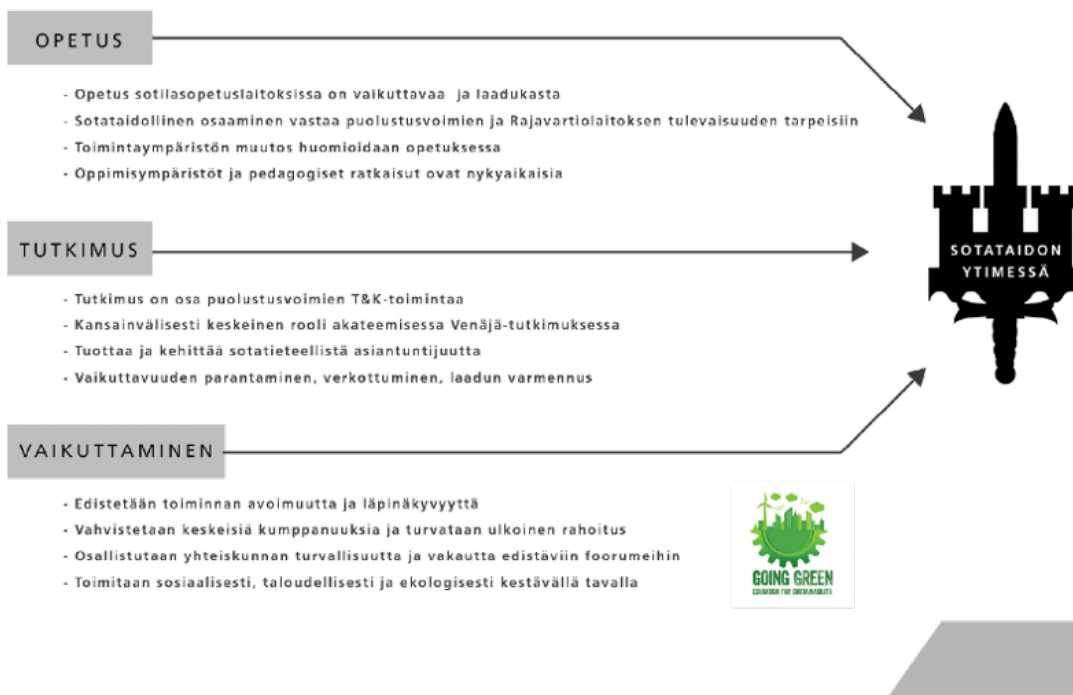 OPETUS
- Opetus sotilasopetuslaitoksissa on vaikuttavaa ja laadukasta
- Sotataidollinen osaaminen vastaa puolustusvoimien ja Rajavartiolaitoksen tulevaisuuden tarpeisiin
- Toimintaympäristön muutos huomioidaan opetuksessa
- Oppimisympäristöt ja pedagogiset ratkaisut ovat nykyaikaisia
TUTKIMUS
- Tutkimus on osa puolustusvoimien T&K-toimintaa
- Kansainvälisesti keskeinen rooli akateemisessa Venäjä-tutkimuksessa
- Tuottaa ja kehittää sotatieteellistä asiantuntijuutta
- Vaikuttavuuden parantaminen, verkottuminen, laadun varmennus
SOTATAIDON
YTIMESSÄ
VAIKUTTAMINEN
- Edistetään toiminnan avoimuutta ja läpinäkyvyyttä
- Vahvistetaan keskeisiä kumppanuuksia ja turvataan ulkoinen rahoitus
- Osallistutaan yhteiskunnan turvallisuutta ja vakautta edistäviin foorumeihin
- Toimitaan sosiaalisesti, taloudellisesti ja ekologisesti kestävällä tavalla
GOING GREEN
EDUCATION FOR SUSTAINABILITY